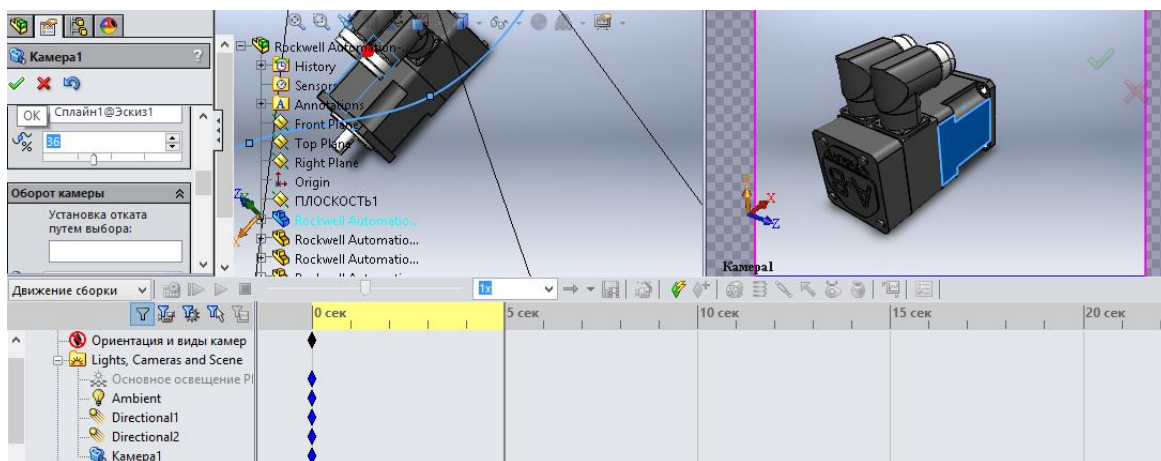 Камера1
?
OK
Сплайн1@Эскиз1
36
Оборот камеры
Установка отката
путем выбора:
Rockwell Automation-
History
Sensors
Annotations
Front Plane
Top Plane
Right Plane
Origin
ПЛОСКОСТЬ1
Rockwell Automatio...
Rockwell Automatio...
Rockwell Automatio...
X
Z
Камера1
Движение сборки
1x
0 сек
5 сек
10 сек
15 сек
20 сек
Ориентация и виды камер
Lights, Cameras and Scene
Основное освещение
Ambient
Directional1
Directional2
Камера1